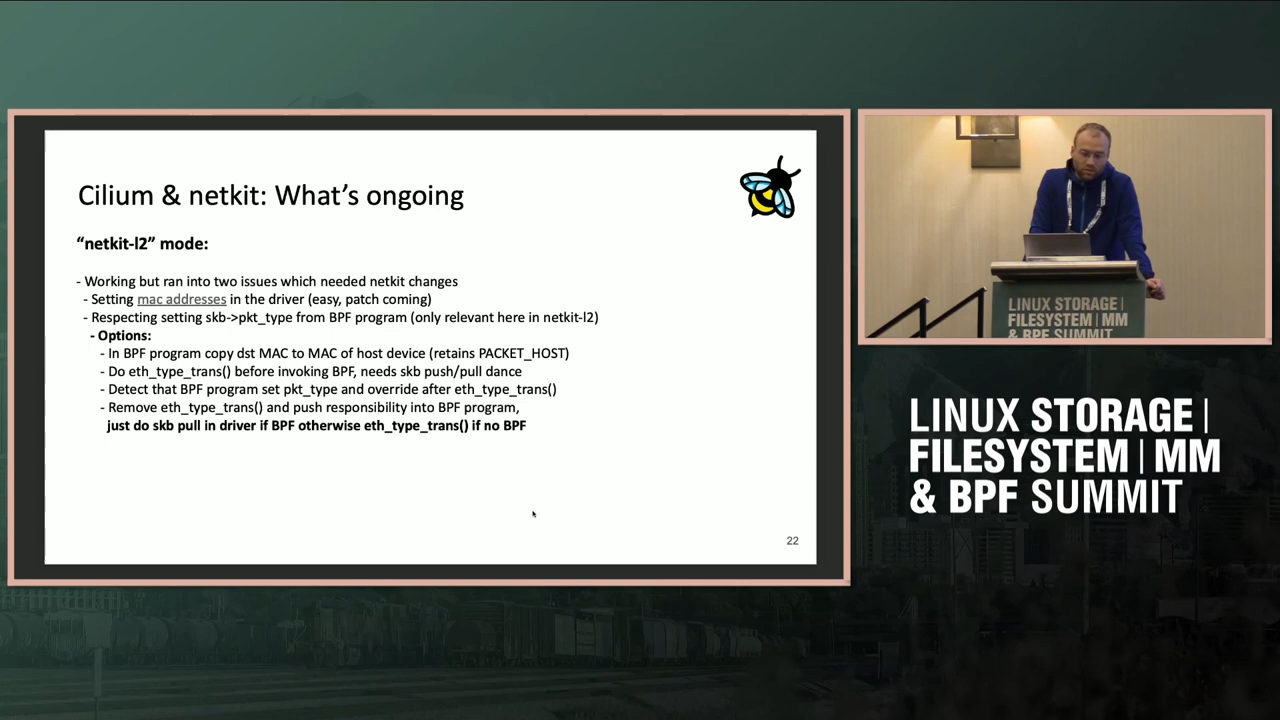 Cilium & netkit: What’s ongoing
“netkit-l2” mode:
- Working but ran into two issues which needed netkit changes
- Setting mac addresses in the driver (easy, patch coming)
- Respecting setting skb->pkt_type from BPF program (only relevant here in netkit-l2)
- Options:
- In BPF program copy dst MAC to MAC of host device (retains PACKET_HOST)
- Do eth_type_trans() before invoking BPF, needs skb push/pull dance
- Detect that BPF program set pkt_type and override after eth_type_trans()
- Remove eth_type_trans() and push responsibility into BPF program,
just do skb pull in driver if BPF otherwise eth_type_trans() if no BPF
22
LINUX STORAGE |
FILESYSTEM | MM
& BPF SUMMIT
LINUX STORAGE |
FILESYSTEM | MM
& BPF SUMMIT